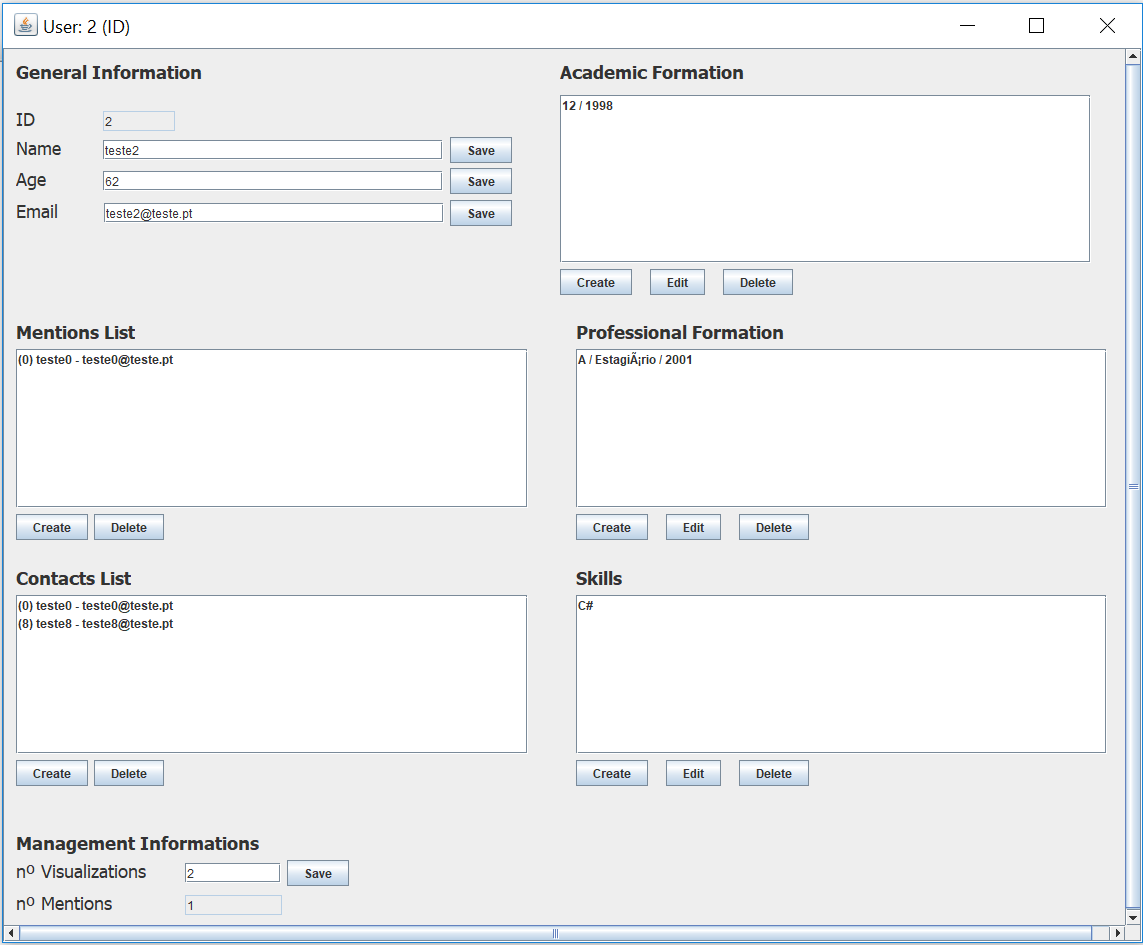 User: 2 (ID)
General Information
ID 2
Name teste2 Save
Age 62 Save
Email teste2@teste.pt Save
Academic Formation
12 / 1998
Create Edit Delete
Mentions List
(0) teste0 - teste0@teste.pt
Create Delete
Professional Formation
A / EstagiÃ¡rio / 2001
Create Edit Delete
Contacts List
(0) teste0 - teste0@teste.pt
(8) teste8 - teste8@teste.pt
Create Delete
Skills
C#
Create Edit Delete
Management Informations
nº Visualizations 2 Save
nº Mentions 1